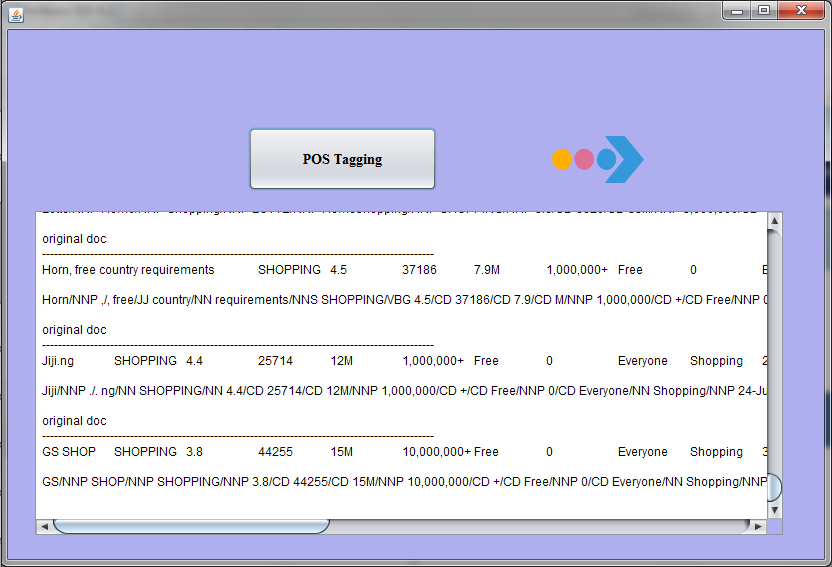 POS Tagging
original doc
Horn, free country requirements SHOPPING 4.5 37186 7.9M 1,000,000+ Free 0 E
Horn/NNP ,/, free/JJ country/NN requirements/NNS SHOPPING/VBG 4.5/CD 37186/CD 7.9/CD M/NNP 1,000,000/CD +/CD Free/NNP 0
original doc
Jiji.ng SHOPPING 4.4 25714 12M 1,000,000+ Free 0 Everyone Shopping 2
Jiji/NNP ./. ng/NN SHOPPING/NN 4.4/CD 25714/CD 12M/NNP 1,000,000/CD +/CD Free/NNP 0/CD Everyone/NN Shopping/NNP 24-Ju
original doc
GS SHOP SHOPPING 3.8 44255 15M 10,000,000+ Free 0 Everyone Shopping 3
GS/NNP SHOP/NNP SHOPPING/NNP 3.8/CD 44255/CD 15M/NNP 10,000,000/CD +/CD Free/NNP 0/CD Everyone/NN Shopping/NNP